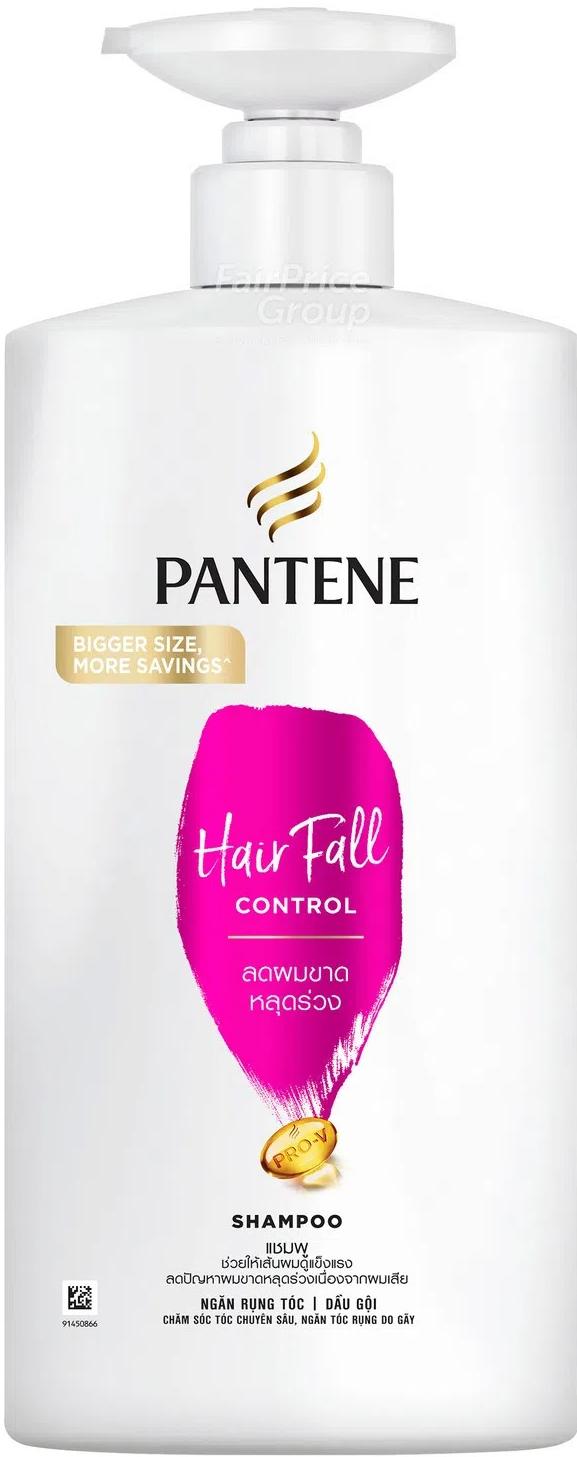 FairPrice
Group
PANTENE
BIGGER SIZE,
MORE SAVINGS^
Hair Fall
CONTROL
ลดผมขาด
หลุดร่วง
PRO-V
SHAMPOO
แชมพู
ช่วยให้เส้นผมดูแข็งแรง
ลดปัญหาผมขาดหลุดร่วงเนื่องจากผมเสีย
NGĂN RỤNG TÓC | DẦU GỘI
CHĂM SÓC TÓC CHUYÊN SÂU, NGĂN TÓC RỤNG DO GÃY
91450866